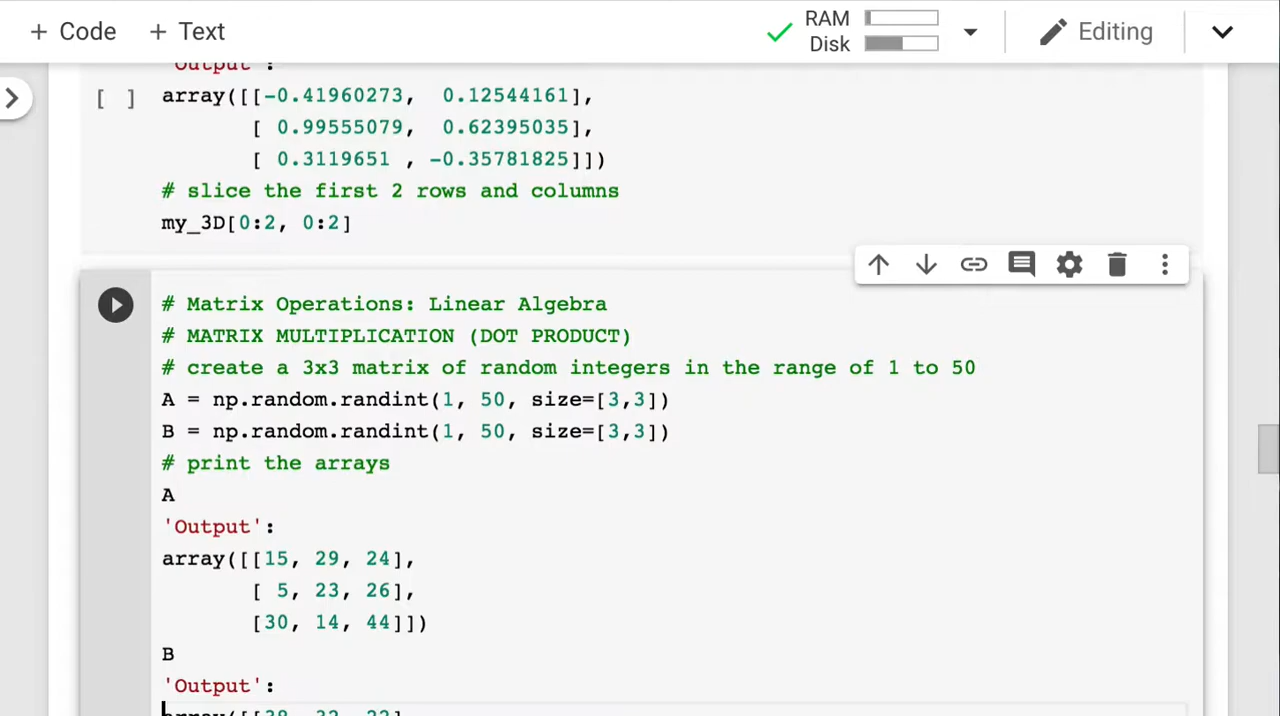 + Code + Text
RAM
Disk
Editing
'Output':
[ ] array([[-0.41960273, 0.12544161],
[ 0.99555079, 0.62395035],
[ 0.3119651 , -0.35781825]])
# slice the first 2 rows and columns
my_3D[0:2, 0:2]
# Matrix Operations: Linear Algebra
# MATRIX MULTIPLICATION (DOT PRODUCT)
# create a 3x3 matrix of random integers in the range of 1 to 50
A = np.random.randint(1, 50, size=[3,3])
B = np.random.randint(1, 50, size=[3,3])
# print the arrays
A
'Output':
array([[15, 29, 24],
[ 5, 23, 26],
[30, 14, 44]])
B
'Output':